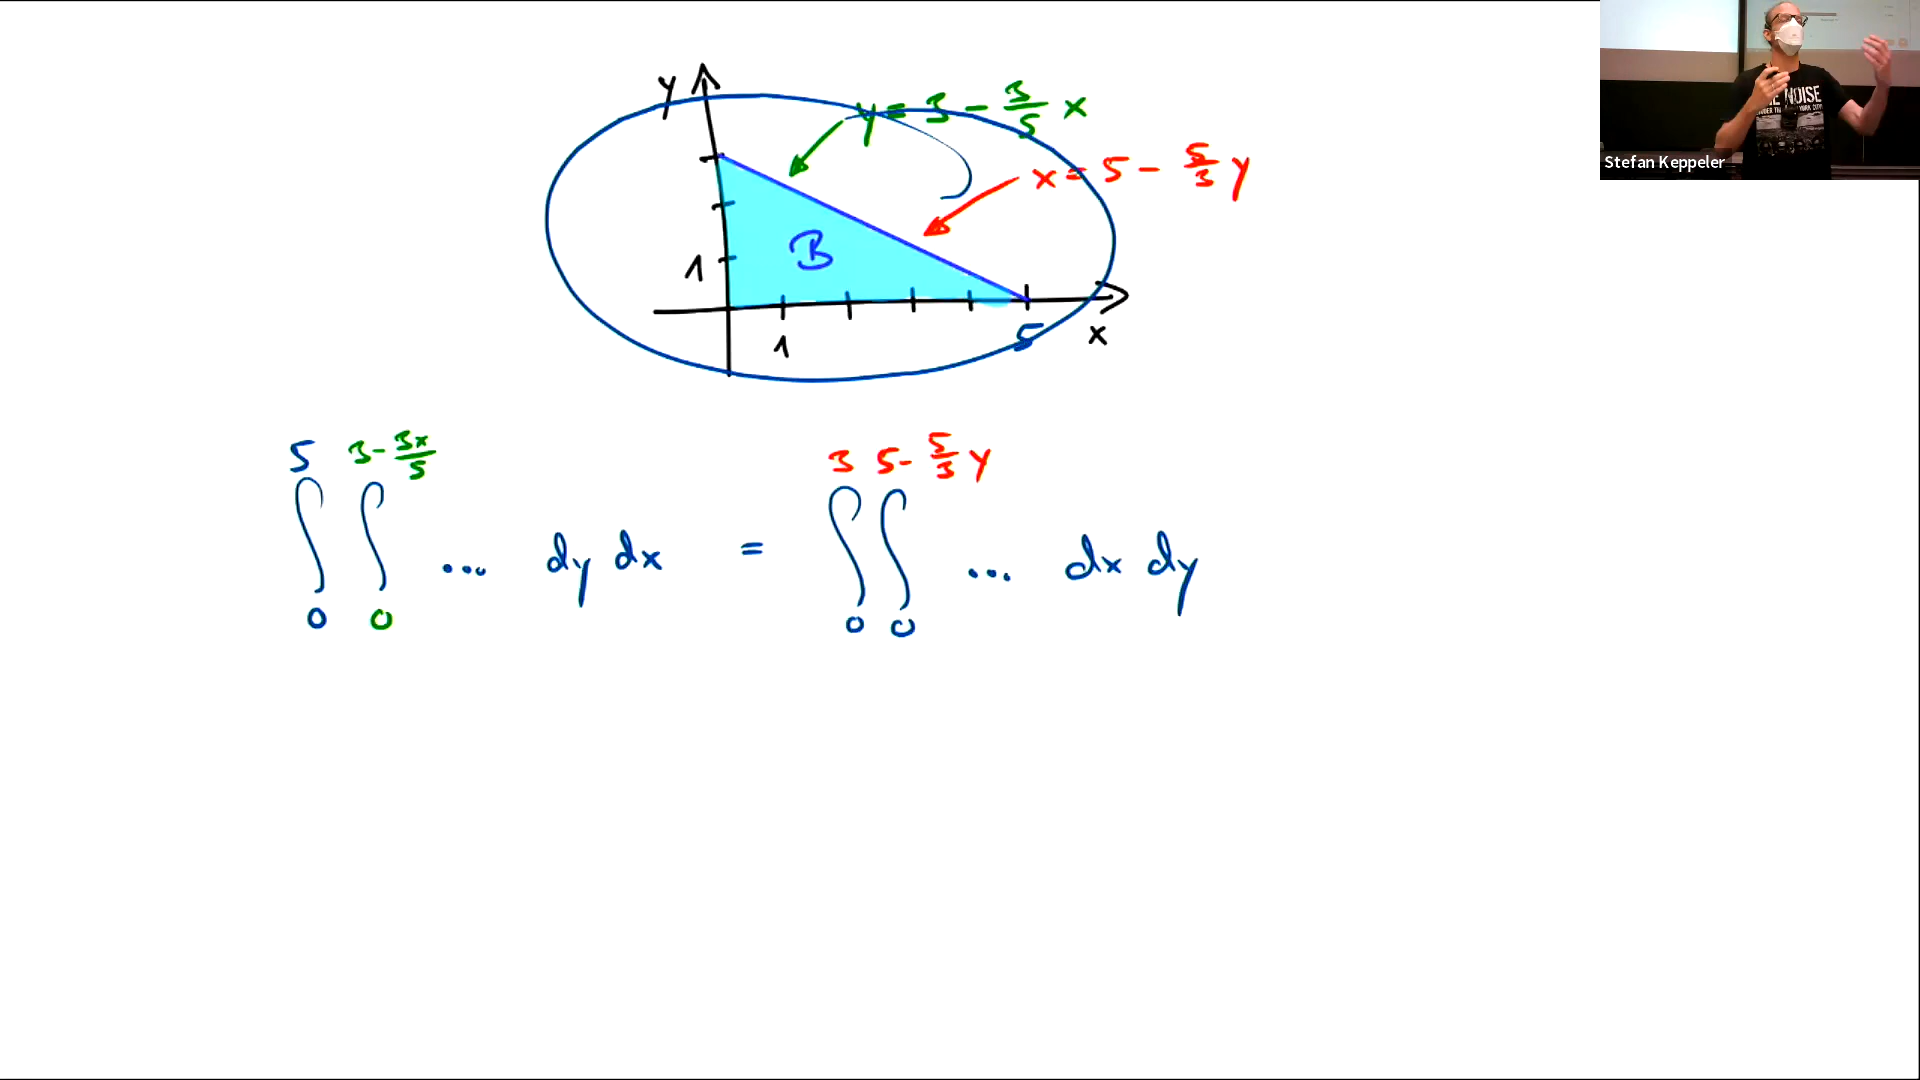 y
y = 3 - 3/5 x
x = 5 - 5/3 y
B
1
1
5
x
NOISE
Stefan Keppeler
5 3 - 3x/5 3 5 - 5/3 y
∫ ∫ ... dy dx = ∫ ∫ ... dx dy
0 0 0 0